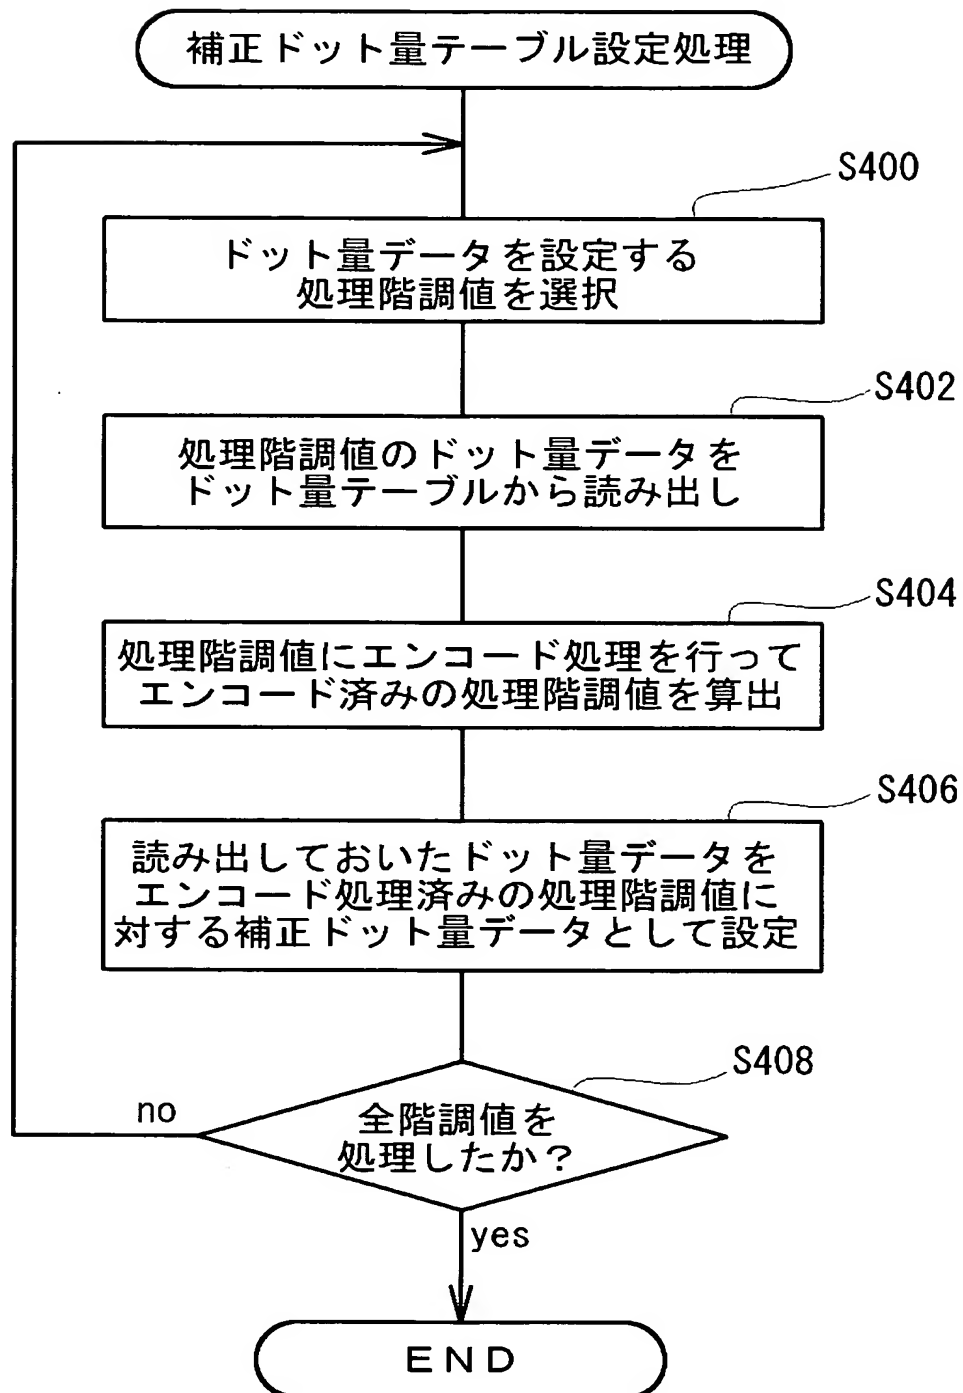 補正ドット量テーブル設定処理
S400
ドット量データを設定する
処理階調値を選択
S402
処理階調値のドット量データを
ドット量テーブルから読み出し
S404
処理階調値にエンコード処理を行って
エンコード済みの処理階調値を算出
S406
読み出しておいたドット量データを
エンコード処理済みの処理階調値に
対する補正ドット量データとして設定
S408
no
全階調値を
処理したか?
yes
END